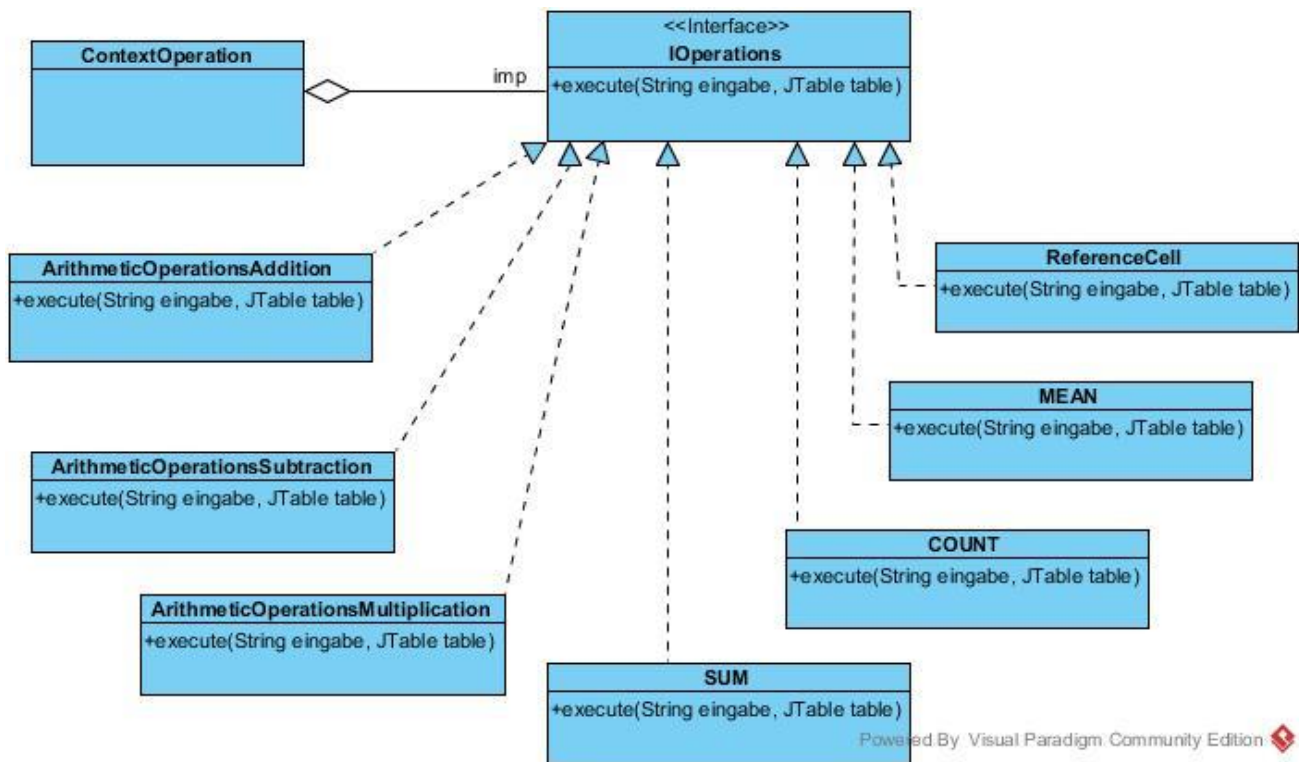 <<Interface>>
IOperations
+execute(String eingabe, JTable table)
ContextOperation
imp
ArithmeticOperationsAddition
+execute(String eingabe, JTable table)
ReferenceCell
+execute(String eingabe, JTable table)
MEAN
+execute(String eingabe, JTable table)
ArithmeticOperationsSubtraction
+execute(String eingabe, JTable table)
COUNT
+execute(String eingabe, JTable table)
ArithmeticOperationsMultiplication
+execute(String eingabe, JTable table)
SUM
+execute(String eingabe, JTable table)
Powered By Visual Paradigm Community Edition